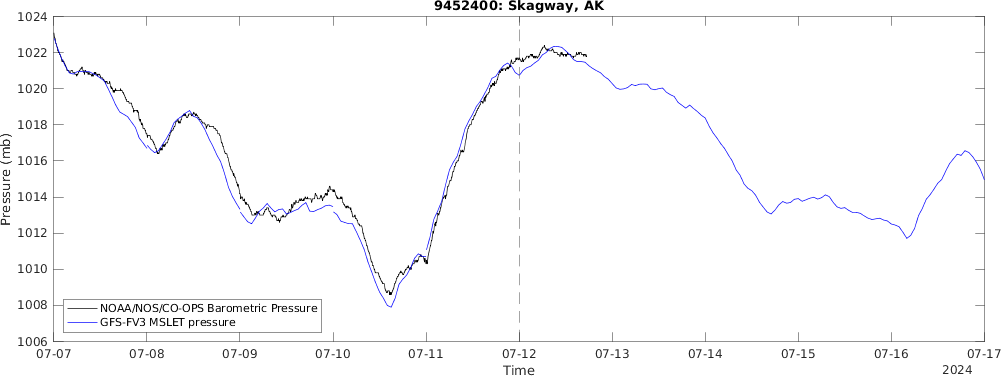 9452400: Skagway, AK
1024
1022
1020
1018
1016
1014
1012
1010
1008
1006
Pressure (mb)
NOAA/NOS/CO-OPS Barometric Pressure
GFS-FV3 MSLET pressure
07-07 07-08 07-09 07-10 07-11 07-12 07-13 07-14 07-15 07-16 07-17
Time
2024